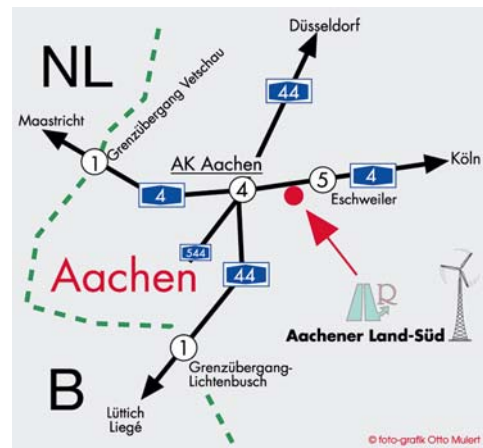 Düsseldorf
NL
44
Maastricht
Grenzübergang Vetschau
1
AK Aachen
4
4
5
4
Köln
Eschweiler
544
Aachen
44
R
Aachener Land-Süd
1
Grenzübergang-
Lichtenbusch
B
Lüttich
Liegé
© foto-grafik Otto Mulert